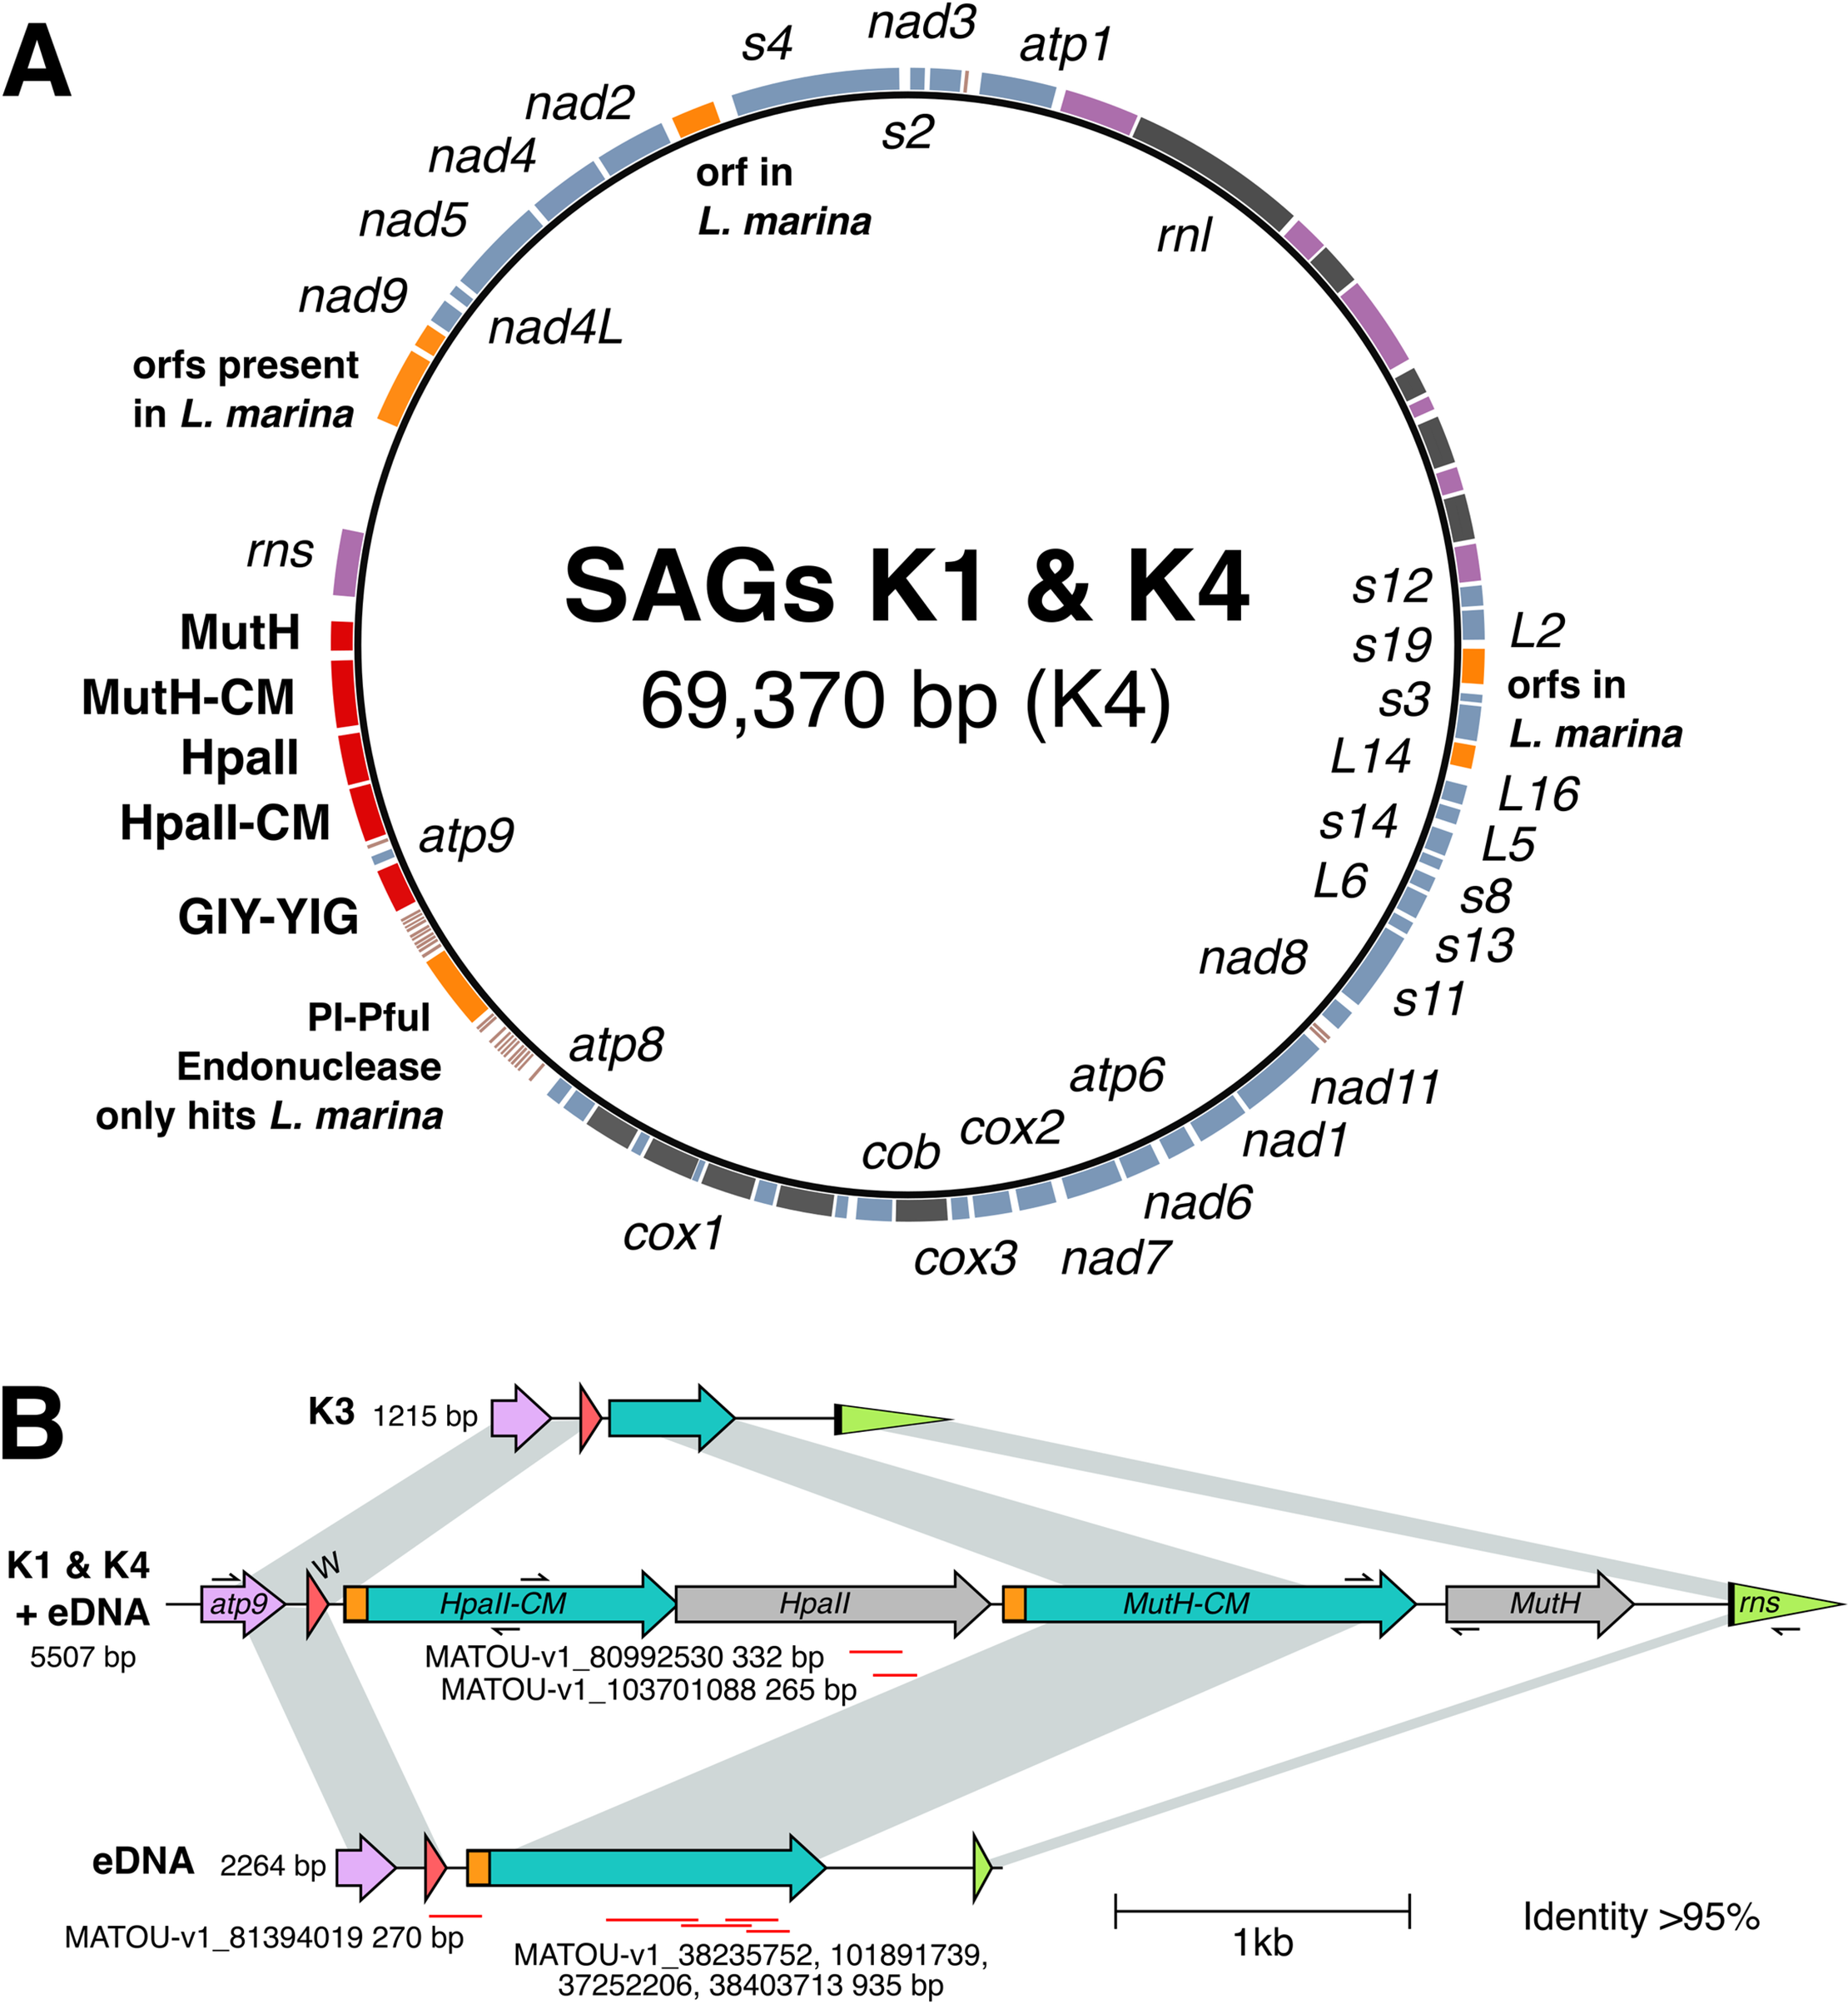 A
nad3
s4
atp1
nad2
s2
nad4
orf in
L. marina
nad5
rnl
nad9
nad4L
orfs present
in L. marina
rns
SAGs K1 & K4
69,370 bp (K4)
s12
L2
MutH
s19
orfs in
MutH-CM
s3
L. marina
HpaII
L14
L16
HpaII-CM
atp9
s14
L5
L6
s8
GIY-YIG
s13
nad8
s11
PI-PfuI
Endonuclease
only hits L. marina
atp8
atp6
nad11
cox2
nad1
cob
nad6
cox1
cox3
nad7
B
K3 1215 bp
K1 & K4
+ eDNA
5507 bp
W
atp9
HpaII-CM
HpaII
MutH-CM
MutH
rns
MATOU-v1_80992530 332 bp
MATOU-v1_103701088 265 bp
eDNA 2264 bp
MATOU-v1_81394019 270 bp
MATOU-v1_38235752, 101891739,
37252206, 38403713 935 bp
1kb
Identity >95%